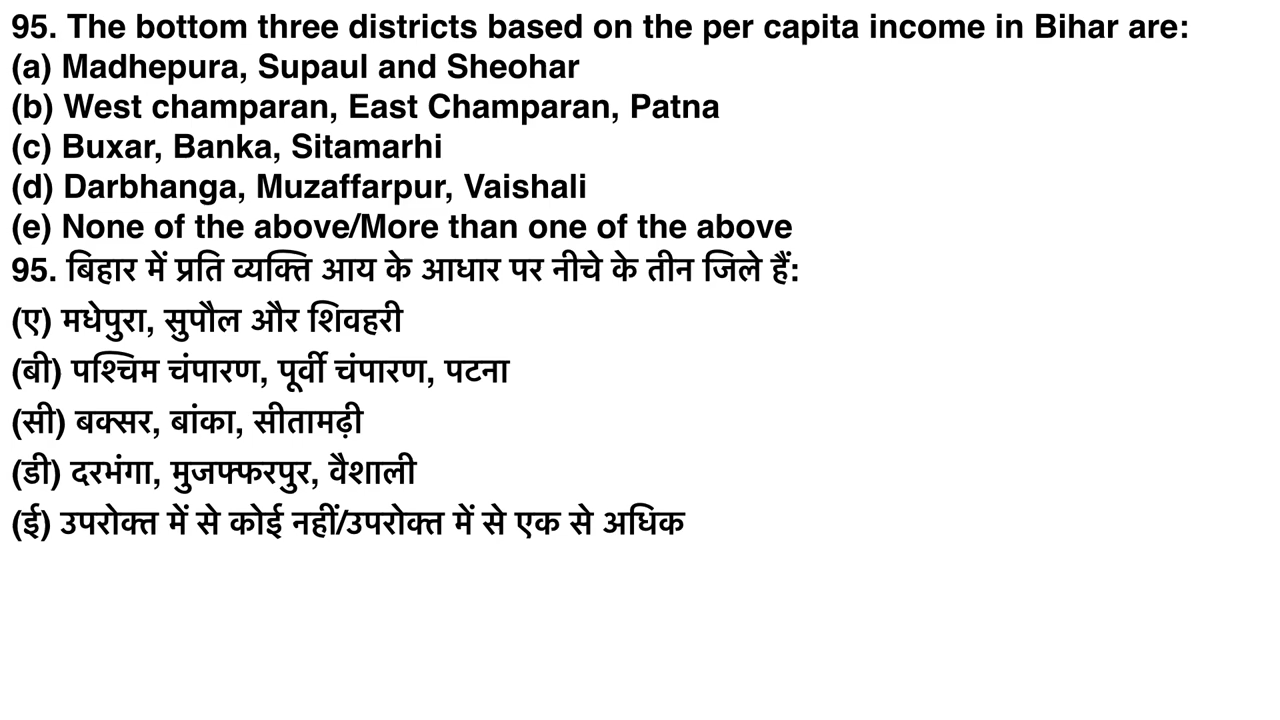 95. The bottom three districts based on the per capita income in Bihar are:
(a) Madhepura, Supaul and Sheohar
(b) West champaran, East Champaran, Patna
(c) Buxar, Banka, Sitamarhi
(d) Darbhanga, Muzaffarpur, Vaishali
(e) None of the above/More than one of the above
95. बिहार में प्रति व्यक्ति आय के आधार पर नीचे के तीन जिले हैं:
(ए) मधेपुरा, सुपौल और शिवहरी
(बी) पश्चिम चंपारण, पूर्वी चंपारण, पटना
(सी) बक्सर, बांका, सीतामढ़ी
(डी) दरभंगा, मुजफ्फरपुर, वैशाली
(ई) उपरोक्त में से कोई नहीं/उपरोक्त में से एक से अधिक